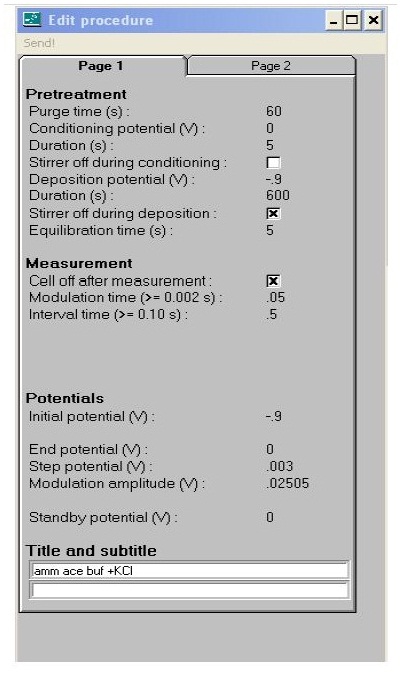 Edit procedure
Send!
Page 1 Page 2
Pretreatment
Purge time (s) : 60
Conditioning potential (V) : 0
Duration (s) : 5
Stirrer off during conditioning :
Deposition potential (V) : -.9
Duration (s) : 600
Stirrer off during deposition :
Equilibration time (s) : 5
Measurement
Cell off after measurement :
Modulation time (>= 0.002 s) : .05
Interval time (>= 0.10 s) : .5
Potentials
Initial potential (V) : -.9
End potential (V) : 0
Step potential (V) : .003
Modulation amplitude (V) : .02505
Standby potential (V) : 0
Title and subtitle
amm ace buf +KCl